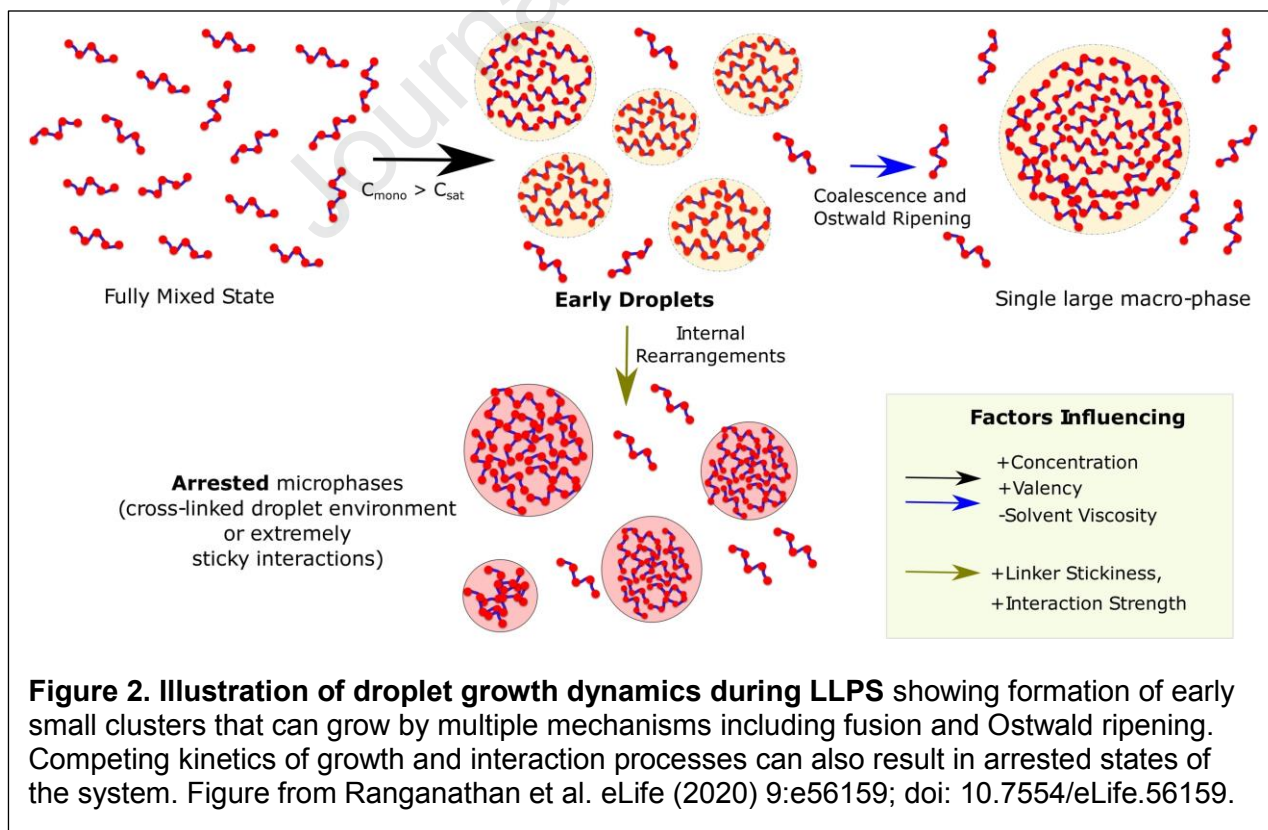 Journa
C_mono > C_sat
Coalescence and
Ostwald Ripening
Fully Mixed State
Early Droplets
Single large macro-phase
Internal
Rearrangements
Arrested microphases
(cross-linked droplet environment
or extremely
sticky interactions)
Factors Influencing
+Concentration
+Valency
-Solvent Viscosity
+Linker Stickiness,
+Interaction Strength
Figure 2. Illustration of droplet growth dynamics during LLPS showing formation of early
small clusters that can grow by multiple mechanisms including fusion and Ostwald ripening.
Competing kinetics of growth and interaction processes can also result in arrested states of
the system. Figure from Ranganathan et al. eLife (2020) 9:e56159; doi: 10.7554/eLife.56159.